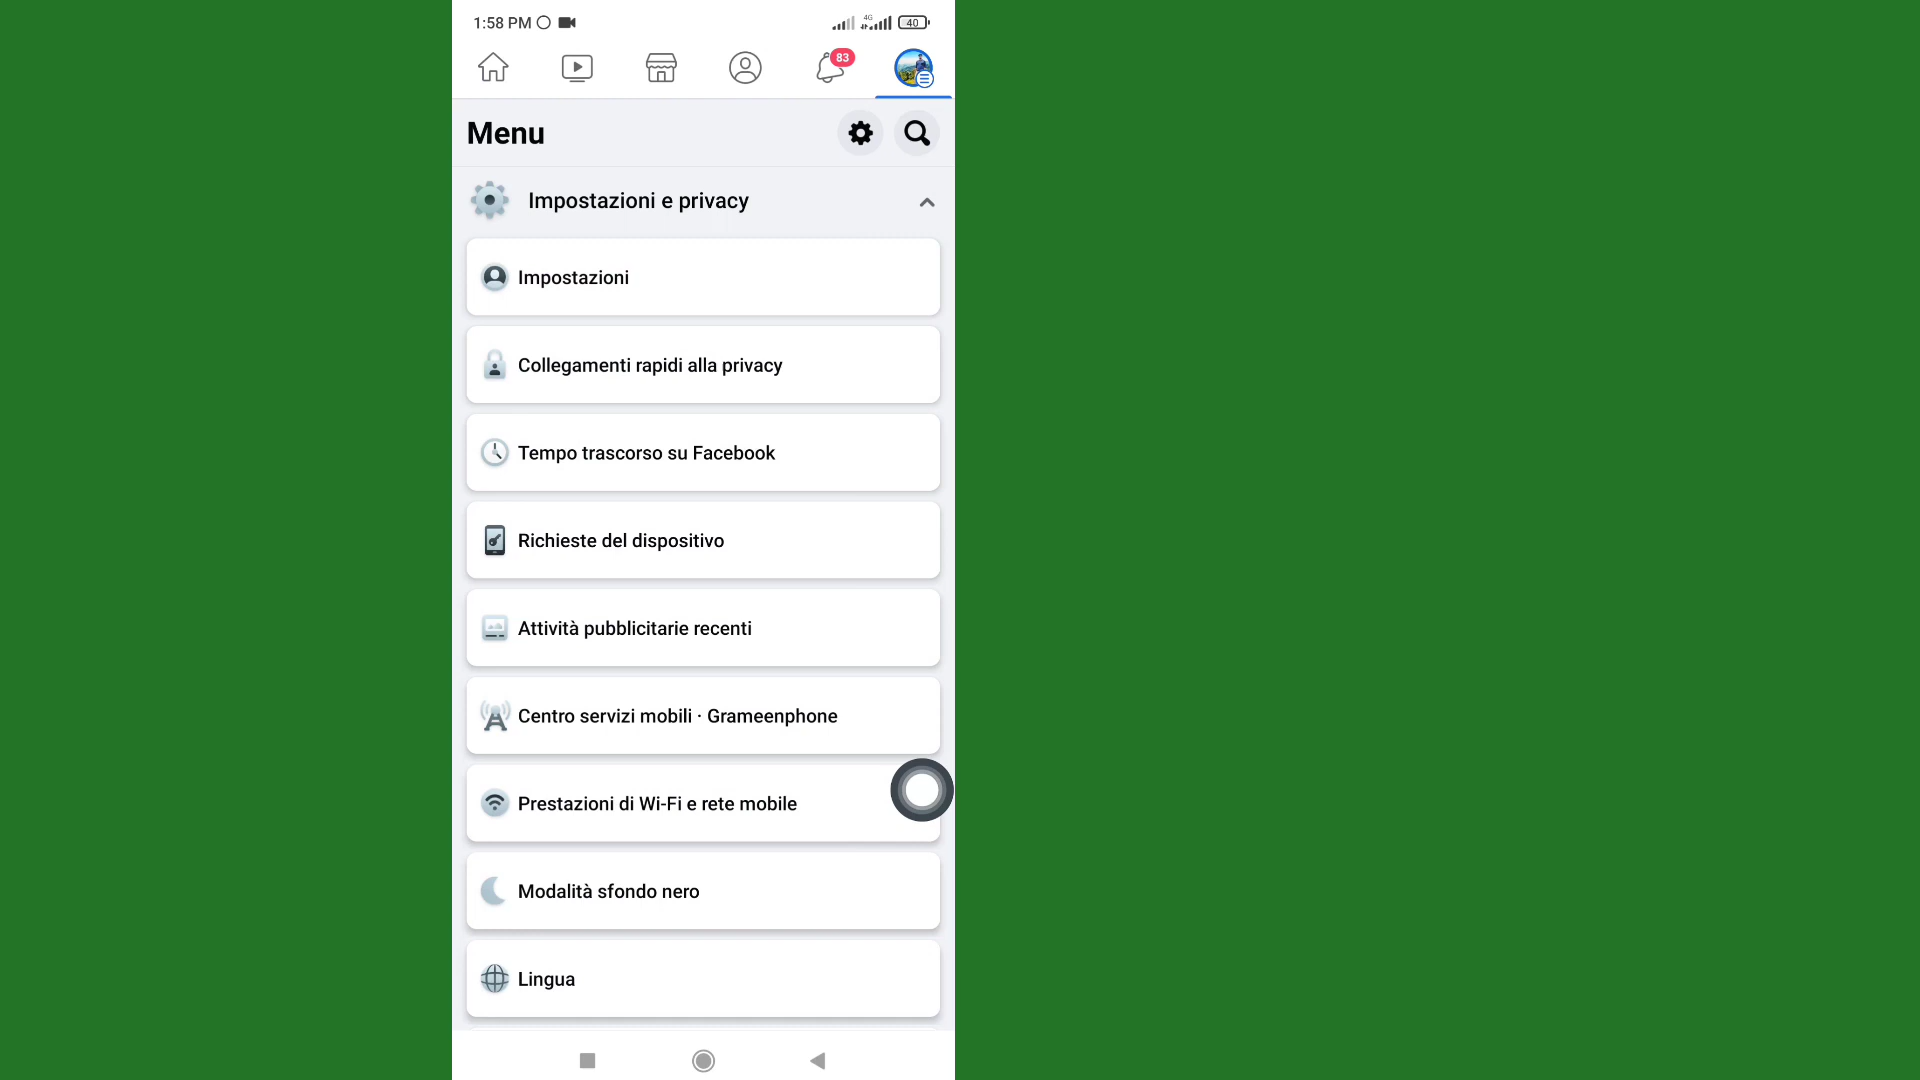 1:58 PM 4G 40
83
Menu
Impostazioni e privacy
Impostazioni
Collegamenti rapidi alla privacy
Tempo trascorso su Facebook
Richieste del dispositivo
Attività pubblicitarie recenti
Centro servizi mobili · Grameenphone
Prestazioni di Wi-Fi e rete mobile
Modalità sfondo nero
Lingua